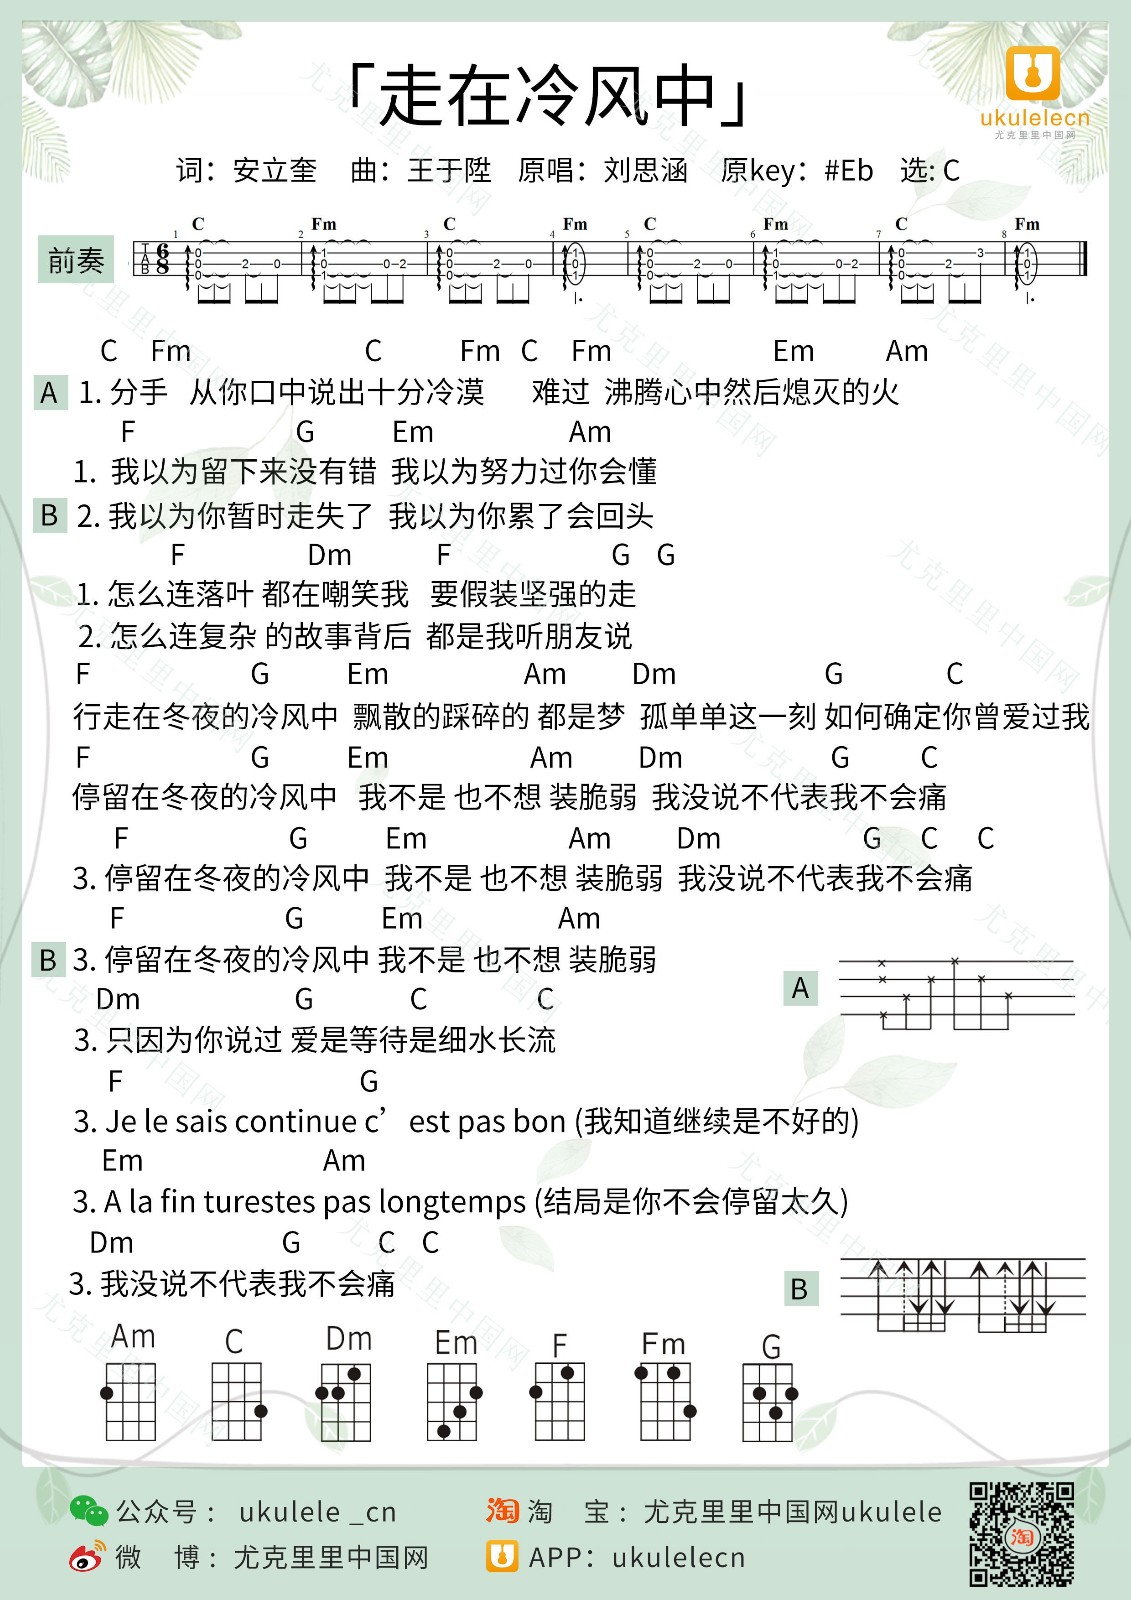 「走在冷风中」
ukulelecn
尤克里里中国网
词：安立奎 曲：王于陞 原唱：刘思涵 原key：#Eb 选: C
C Fm C Fm C Fm C Fm
1 2 3 4 5 6 7 8
前奏
T A B 6 8
C Fm C Fm C Fm Em Am
A 1. 分手 从你口中说出十分冷漠 难过 沸腾心中然后熄灭的火
F G Em Am
1. 我以为留下来没有错 我以为努力过你会懂
B 2. 我以为你暂时走失了 我以为你累了会回头
F Dm F G G
1. 怎么连落叶 都在嘲笑我 要假装坚强的走
2. 怎么连复杂 的故事背后 都是我听朋友说
F G Em Am Dm G C
行走在冬夜的冷风中 飘散的踩碎的 都是梦 孤单单这一刻 如何确定你曾爱过我
F G Em Am Dm G C
停留在冬夜的冷风中 我不是 也不想 装脆弱 我没说不代表我不会痛
F G Em Am Dm G C C
3. 停留在冬夜的冷风中 我不是 也不想 装脆弱 我没说不代表我不会痛
F G Em Am
B 3. 停留在冬夜的冷风中 我不是 也不想 装脆弱
A
Dm G C C
3. 只因为你说过 爱是等待是细水长流
F G
3. Je le sais continue c’est pas bon (我知道继续是不好的)
Em Am
3. A la fin turestes pas longtemps (结局是你不会停留太久)
Dm G C C
3. 我没说不代表我不会痛
B
Am C Dm Em F Fm G
公众号： ukulele _cn
淘 淘 宝：尤克里里中国网ukulele
微 博：尤克里里中国网
APP：ukulelecn
淘